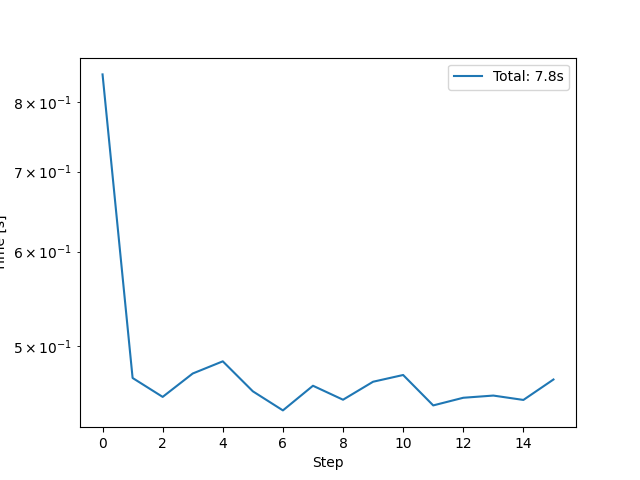 Total: 7.8s
8 × 10⁻¹
7 × 10⁻¹
6 × 10⁻¹
5 × 10⁻¹
[s]
0 2 4 6 8 10 12 14
Step